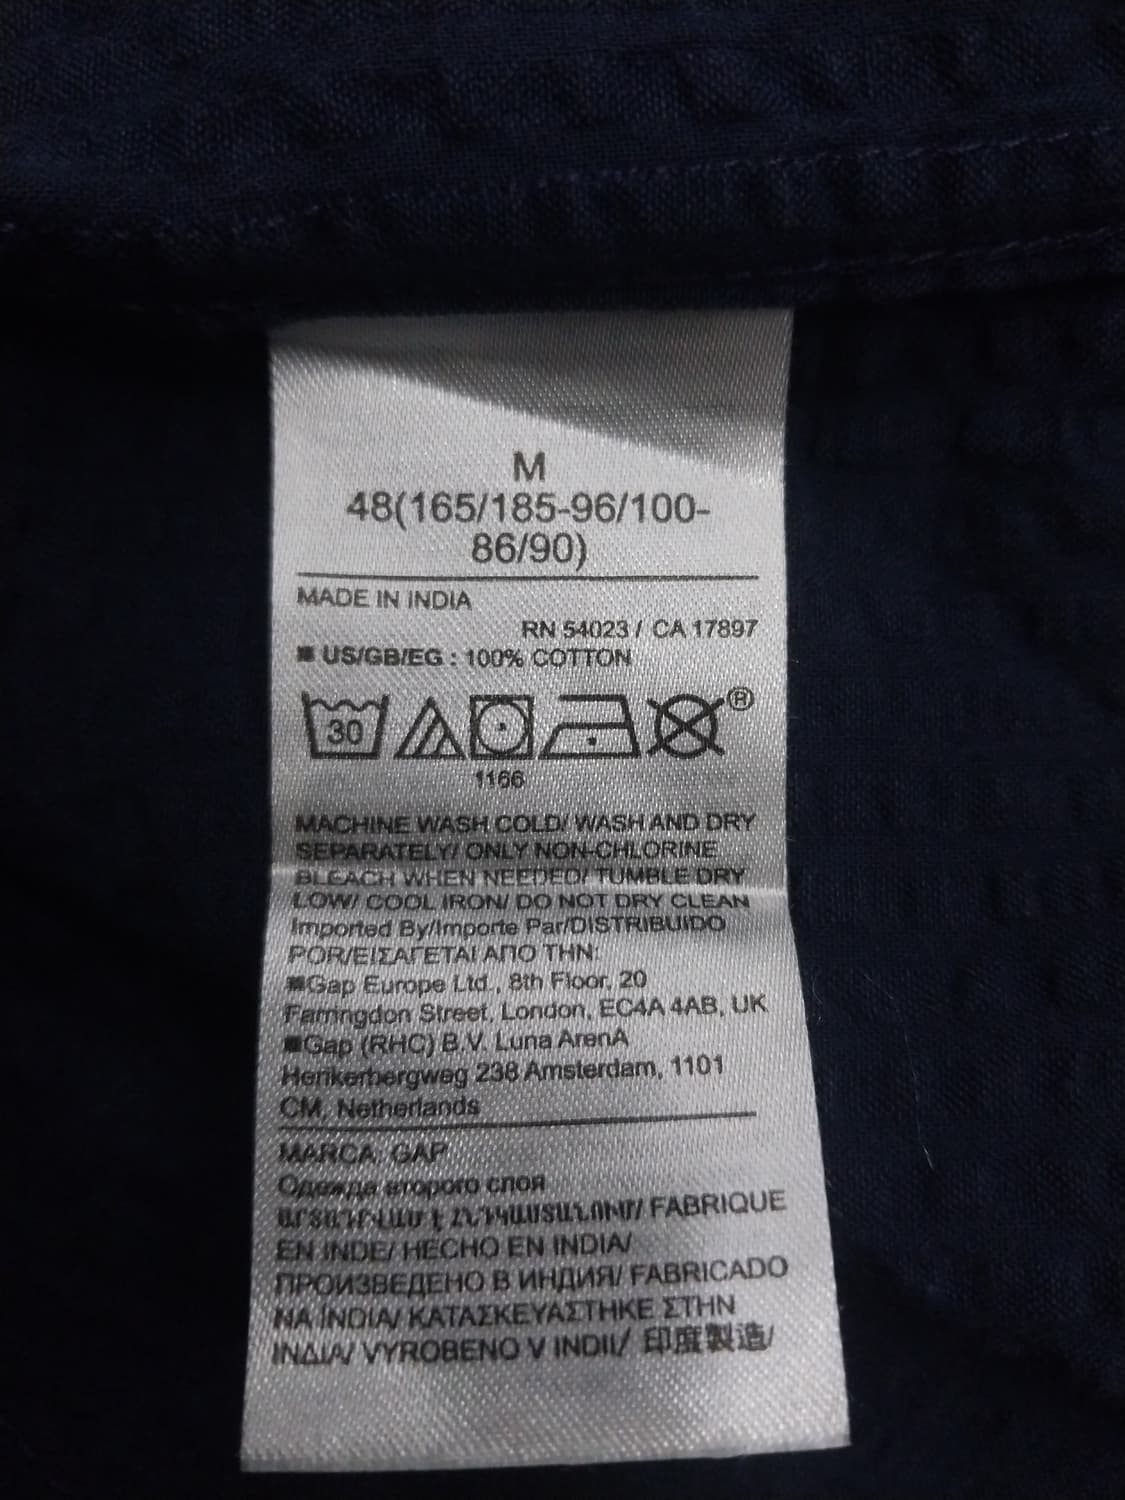 M
48(165/185-96/100-
86/90)
MADE IN INDIA
RN 54023 / CA 17897
■ US/GB/EG : 100% COTTON
30
®
1166
MACHINE WASH COLD/ WASH AND DRY
SEPARATELY/ ONLY NON-CHLORINE
BLEACH WHEN NEEDED/ TUMBLE DRY
LOW/ COOL IRON/ DO NOT DRY CLEAN
Imported By/Importe Par/DISTRIBUIDO
POR/ΕΙΣΑΓΕΤΑΙ ΑΠΟ ΤΗΝ:
■Gap Europe Ltd., 8th Floor, 20
Farringdon Street, London, EC4A 4AB, UK
■Gap (RHC) B.V. Luna ArenA
Herikerbergweg 238 Amsterdam, 1101
CM, Netherlands
MARCA: GAP
Одежда второго слоя
ԱՐՏԱԴՐՎԱԾ Է ՀՆԴԿԱՍՏԱՆՈՒՄ/ FABRIQUE
EN INDE/ HECHO EN INDIA/
ПРОИЗВЕДЕНО В ИНДИЯ/ FABRICADO
NA ÍNDIA/ ΚΑΤΑΣΚΕΥΑΣΤΗΚΕ ΣΤΗΝ
ΙΝΔΙΑ/ VYROBENO V INDII/ 印度製造/